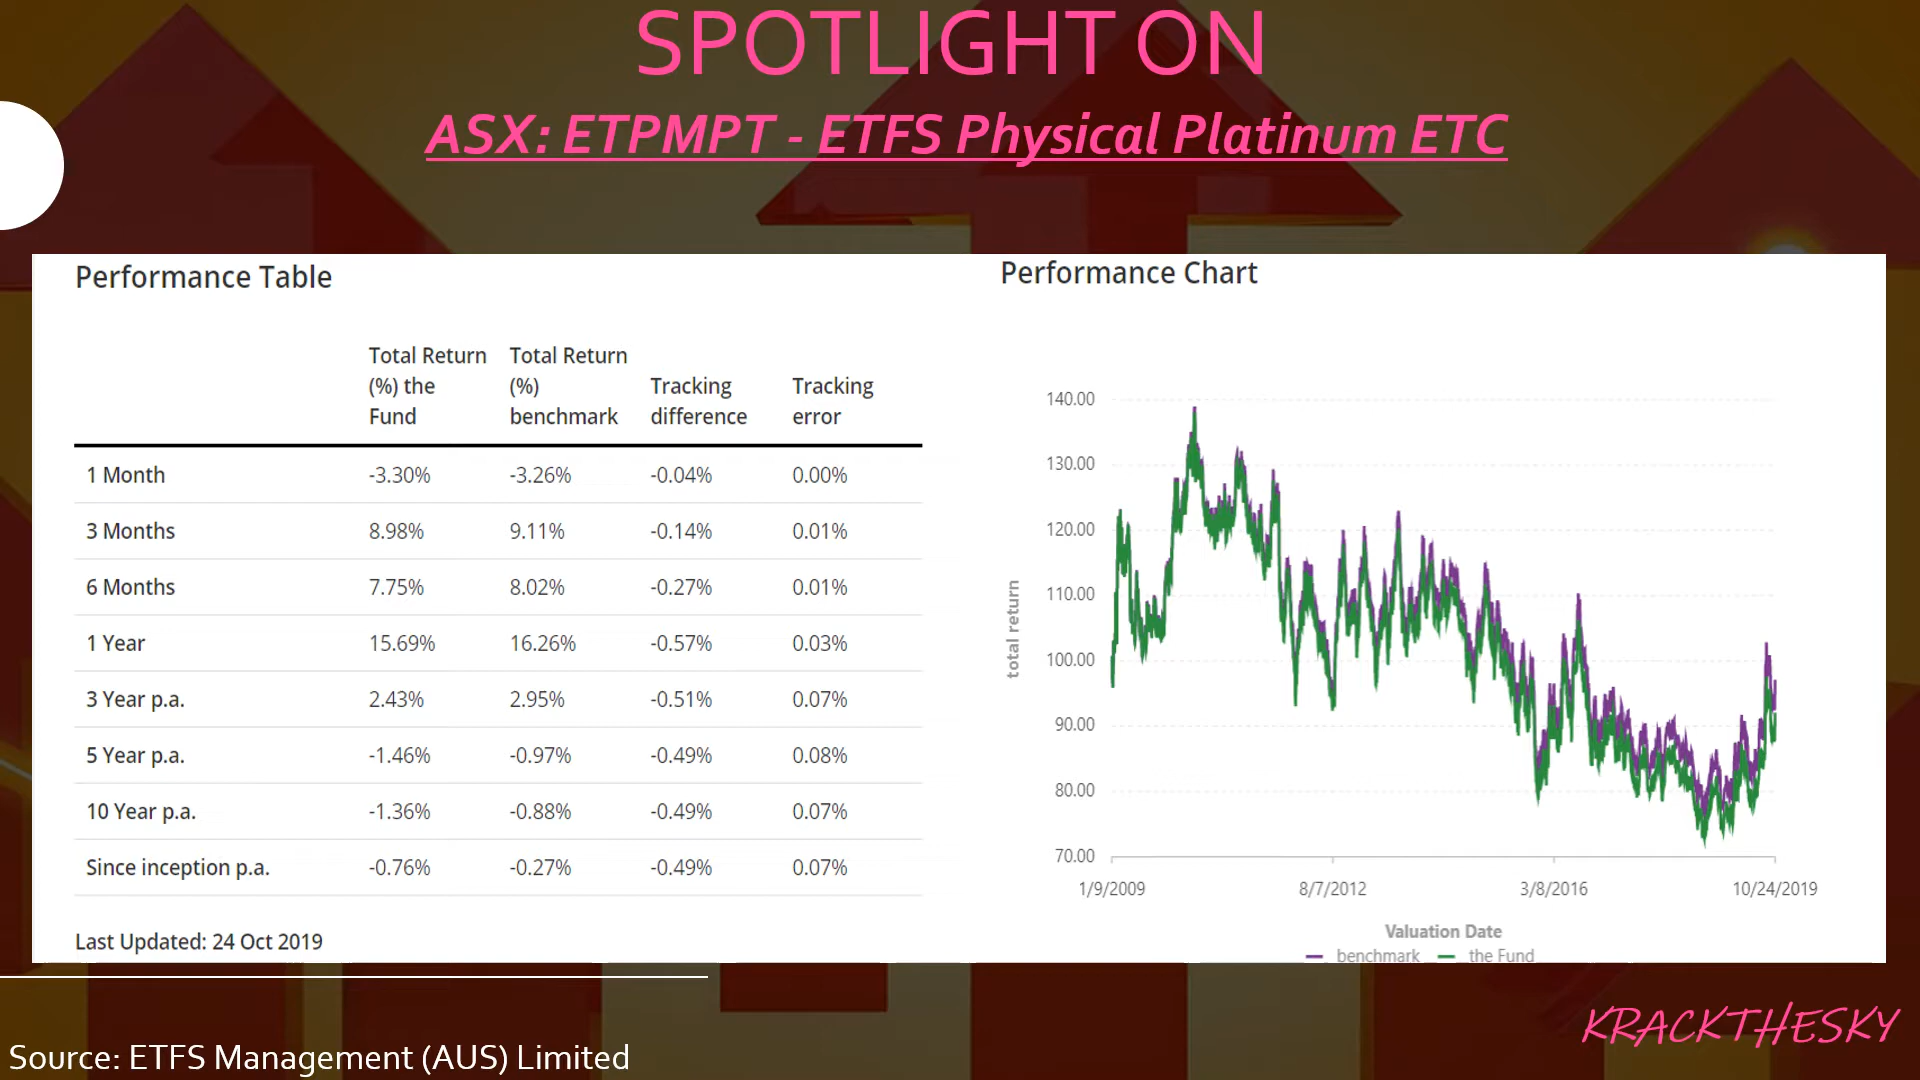 SPOTLIGHT ON
ASX: ETPMPT - ETFS Physical Platinum ETC
Performance Table
Total Return (%) the Fund
Total Return (%) benchmark
Tracking difference
Tracking error
1 Month -3.30% -3.26% -0.04% 0.00%
3 Months 8.98% 9.11% -0.14% 0.01%
6 Months 7.75% 8.02% -0.27% 0.01%
1 Year 15.69% 16.26% -0.57% 0.03%
3 Year p.a. 2.43% 2.95% -0.51% 0.07%
5 Year p.a. -1.46% -0.97% -0.49% 0.08%
10 Year p.a. -1.36% -0.88% -0.49% 0.07%
Since inception p.a. -0.76% -0.27% -0.49% 0.07%
Last Updated: 24 Oct 2019
Performance Chart
140.00
130.00
120.00
110.00
100.00
90.00
80.00
70.00
total return
1/9/2009 8/7/2012 3/8/2016 10/24/2019
Valuation Date
benchmark the Fund
KRACKTHESKY
Source: ETFS Management (AUS) Limited